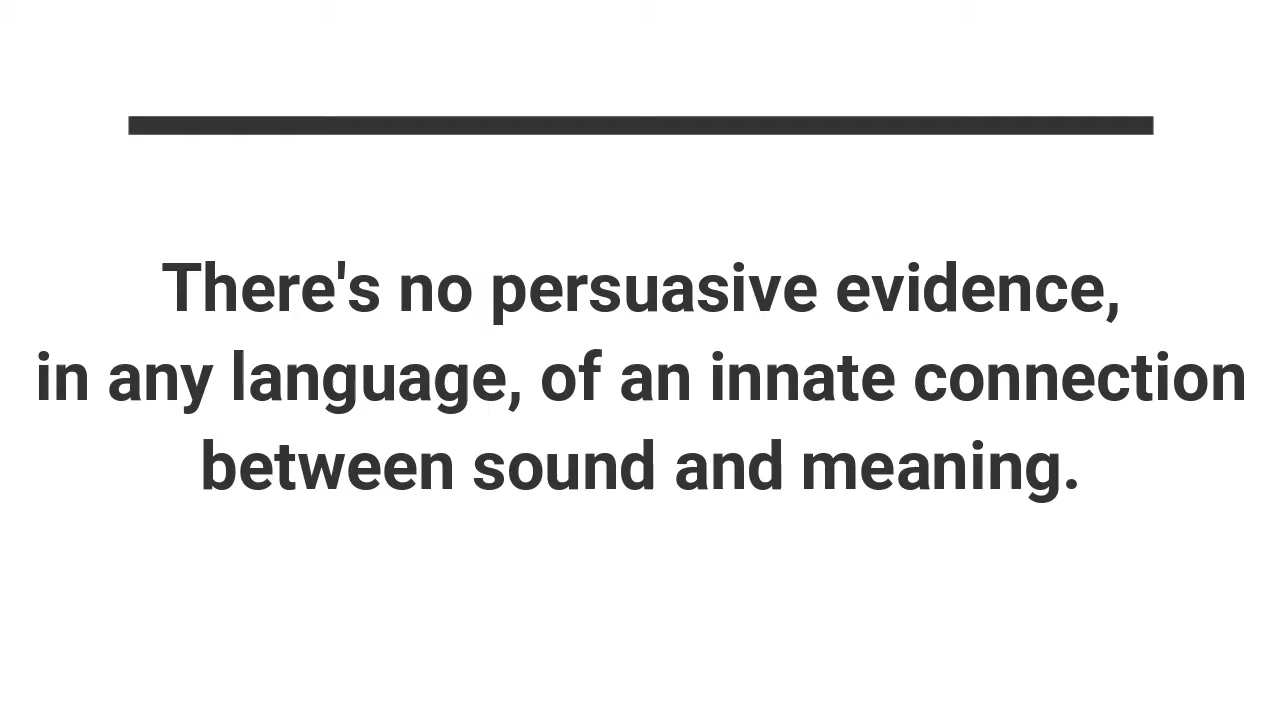 There's no persuasive evidence,
in any language, of an innate connection
between sound and meaning.